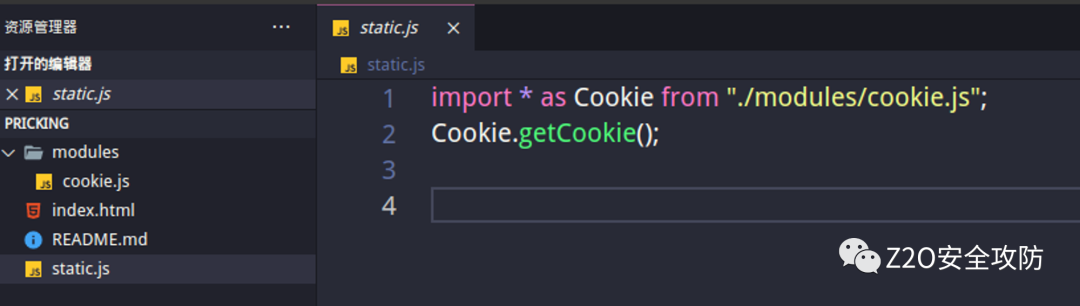 资源管理器 ···
打开的编辑器
× JS static.js
PRICKING
modules
JS cookie.js
index.html
README.md
JS static.js
JS static.js ×
JS static.js
1 import * as Cookie from "./modules/cookie.js";
2 Cookie.getCookie();
3
4
Z2O安全攻防